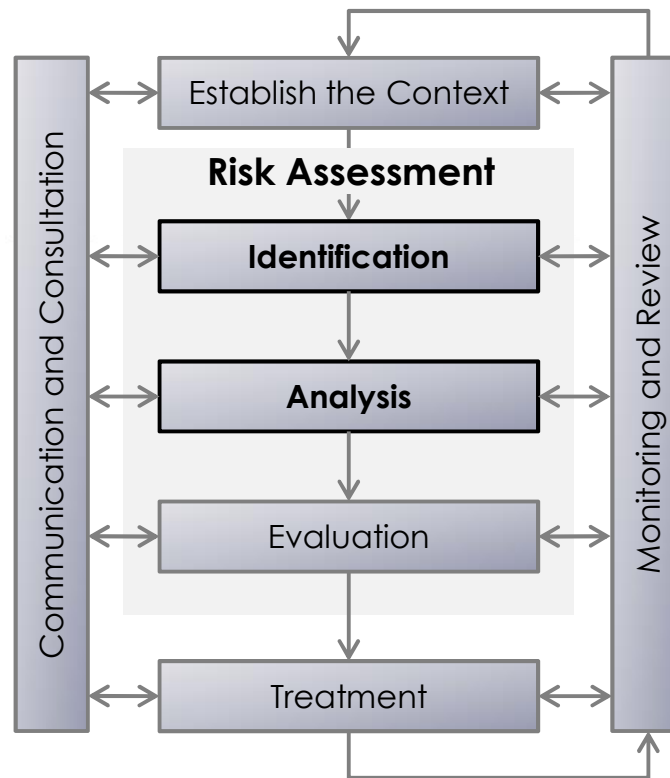 Establish the Context
Risk Assessment
Identification
Analysis
Evaluation
Treatment
Communication and Consultation
Monitoring and Review